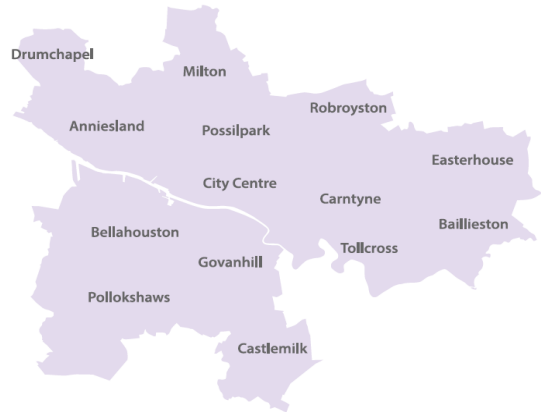 Drumchapel
Milton
Robroyston
Anniesland
Possilpark
Easterhouse
City Centre
Carntyne
Baillieston
Bellahouston
Tollcross
Govanhill
Pollokshaws
Castlemilk